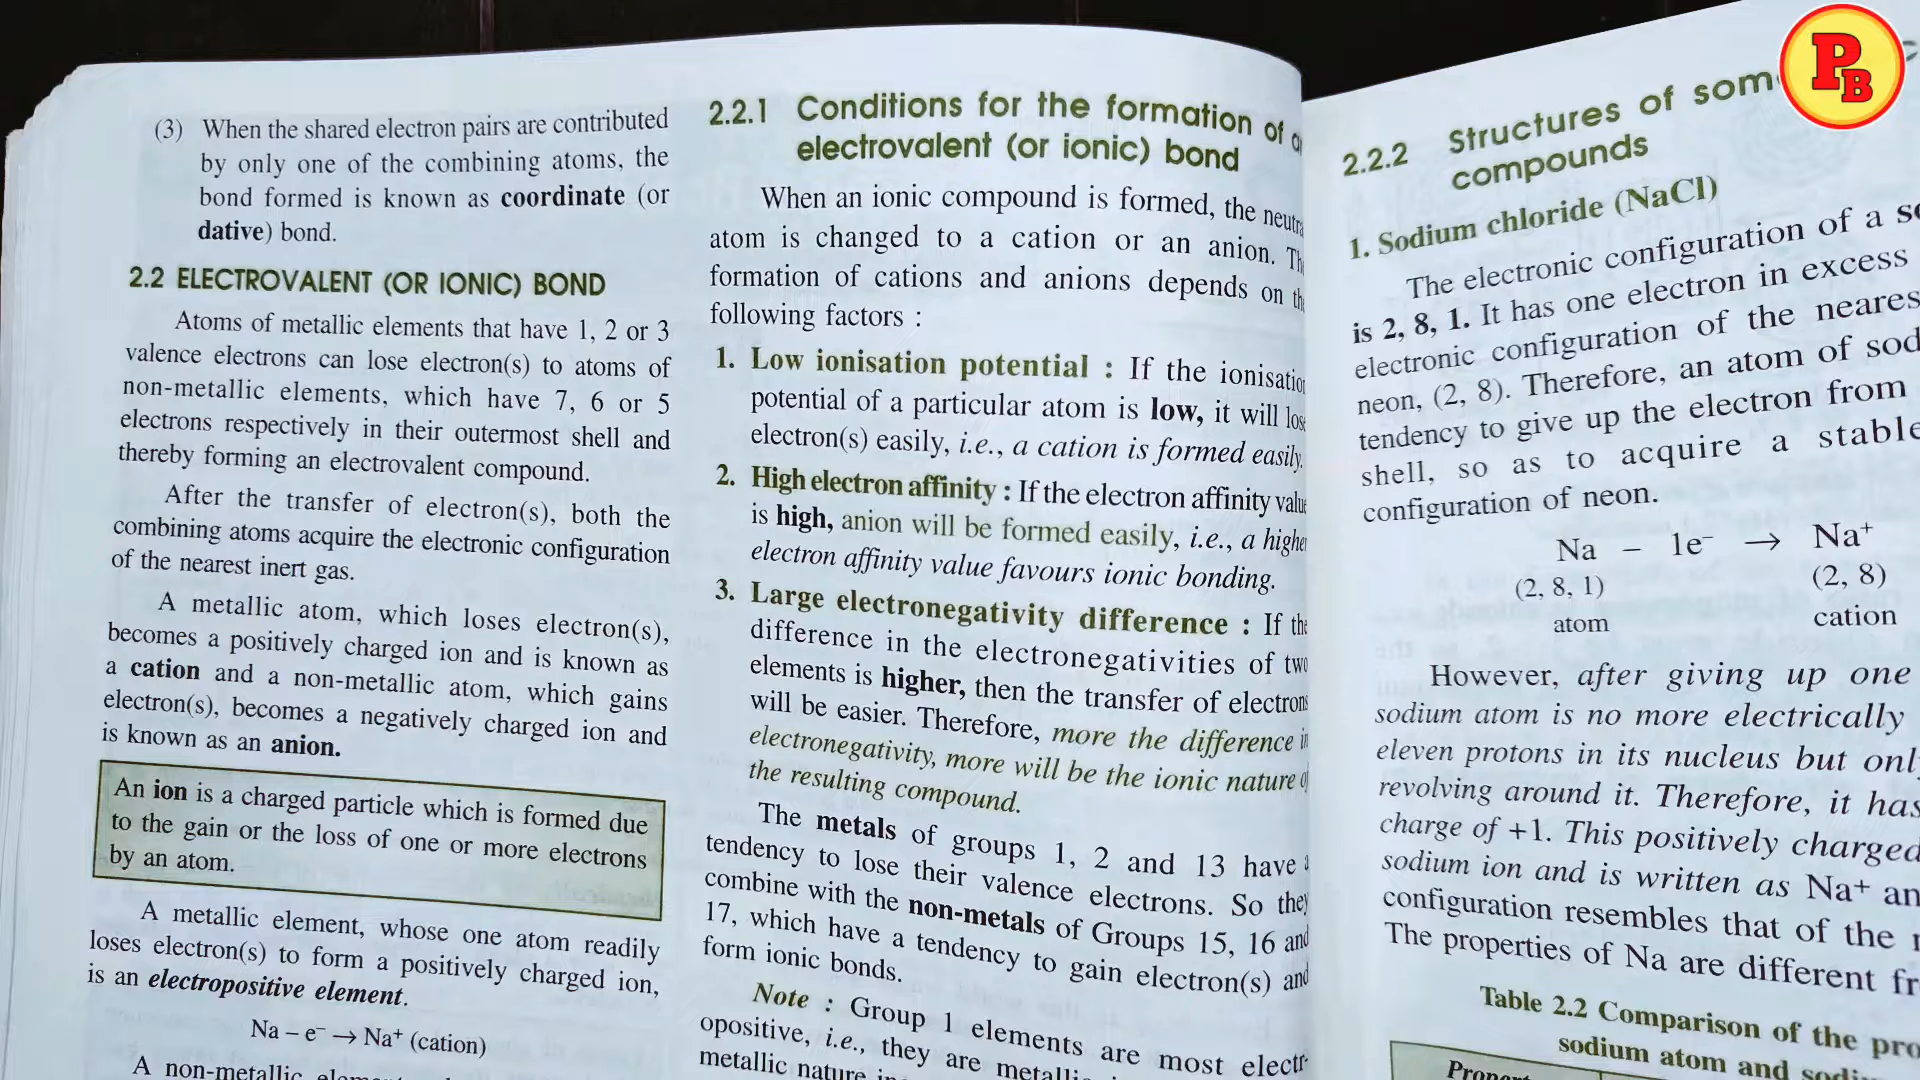 (3) When the shared electron pairs are contributed
by only one of the combining atoms, the
bond formed is known as coordinate (or
dative) bond.
2.2 ELECTROVALENT (OR IONIC) BOND
Atoms of metallic elements that have 1, 2 or 3
valence electrons can lose electron(s) to atoms of
non-metallic elements, which have 7, 6 or 5
electrons respectively in their outermost shell and
thereby forming an electrovalent compound.
After the transfer of electron(s), both the
combining atoms acquire the electronic configuration
of the nearest inert gas.
A metallic atom, which loses electron(s),
becomes a positively charged ion and is known as
a cation and a non-metallic atom, which gains
electron(s), becomes a negatively charged ion and
is known as an anion.
An ion is a charged particle which is formed due
to the gain or the loss of one or more electrons
by an atom.
A metallic element, whose one atom readily
loses electron(s) to form a positively charged ion,
is an electropositive element.
Na – e⁻ → Na⁺ (cation)
A non-metallic
2.2.1 Conditions for the formation of
electrovalent (or ionic) bond
When an ionic compound is formed, the
atom is changed to a cation or an anion.
formation of cations and anions depends on
following factors :
1. Low ionisation potential : If the
potential of a particular atom is low, it will
electron(s) easily, i.e., a cation is formed easily.
2. High electron affinity : If the electron affinity
is high, anion will be formed easily, i.e., a
electron affinity value favours ionic bonding.
3. Large electronegativity difference : If
difference in the electronegativities of
elements is higher, then the transfer of
will be easier. Therefore, more the difference
electronegativity, more will be the ionic nature
the resulting compound.
The metals of groups 1, 2 and 13 have
tendency to lose their valence electrons. So they
combine with the non-metals of Groups 15, 16 and
17, which have a tendency to gain electron(s) and
form ionic bonds.
Note : Group 1 elements are most
opositive, i.e., they are
metallic nature
2.2.2 Structures of
compounds
1. Sodium chloride (NaCl)
The electronic configuration of a
is 2, 8, 1. It has one electron in excess
electronic configuration of the
neon, (2, 8). Therefore, an atom of
tendency to give up the electron from
shell, so as to acquire a
configuration of neon.
Na – 1e⁻ → Na⁺
(2, 8, 1) (2, 8)
atom cation
However, after giving up one
sodium atom is no more electrically
eleven protons in its nucleus but
revolving around it. Therefore, it
charge of +1. This positively
sodium ion and is written as Na⁺
configuration resembles that of the
The properties of Na are different
Table 2.2 Comparison of the
sodium atom and
PB